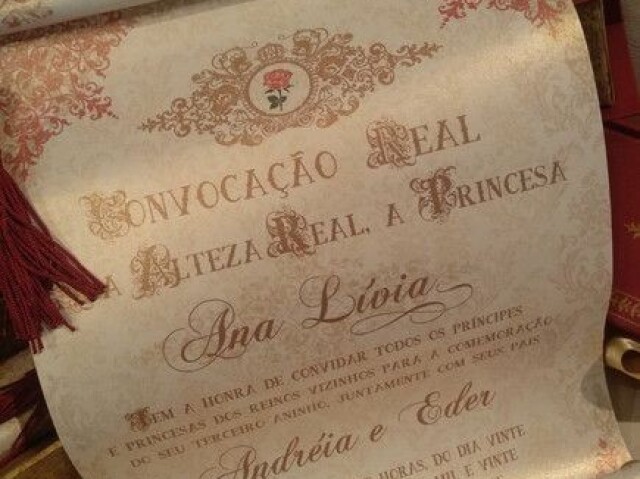 Convocação Real
a Alteza Real, a Princesa
Ana Lívia
Tem a honra de convidar todos os príncipes
e princesas dos reinos vizinhos para a comemoração
do seu terceiro aninho, juntamente com seus pais
Andréia e Eder
horas, do dia vinte
e vinte